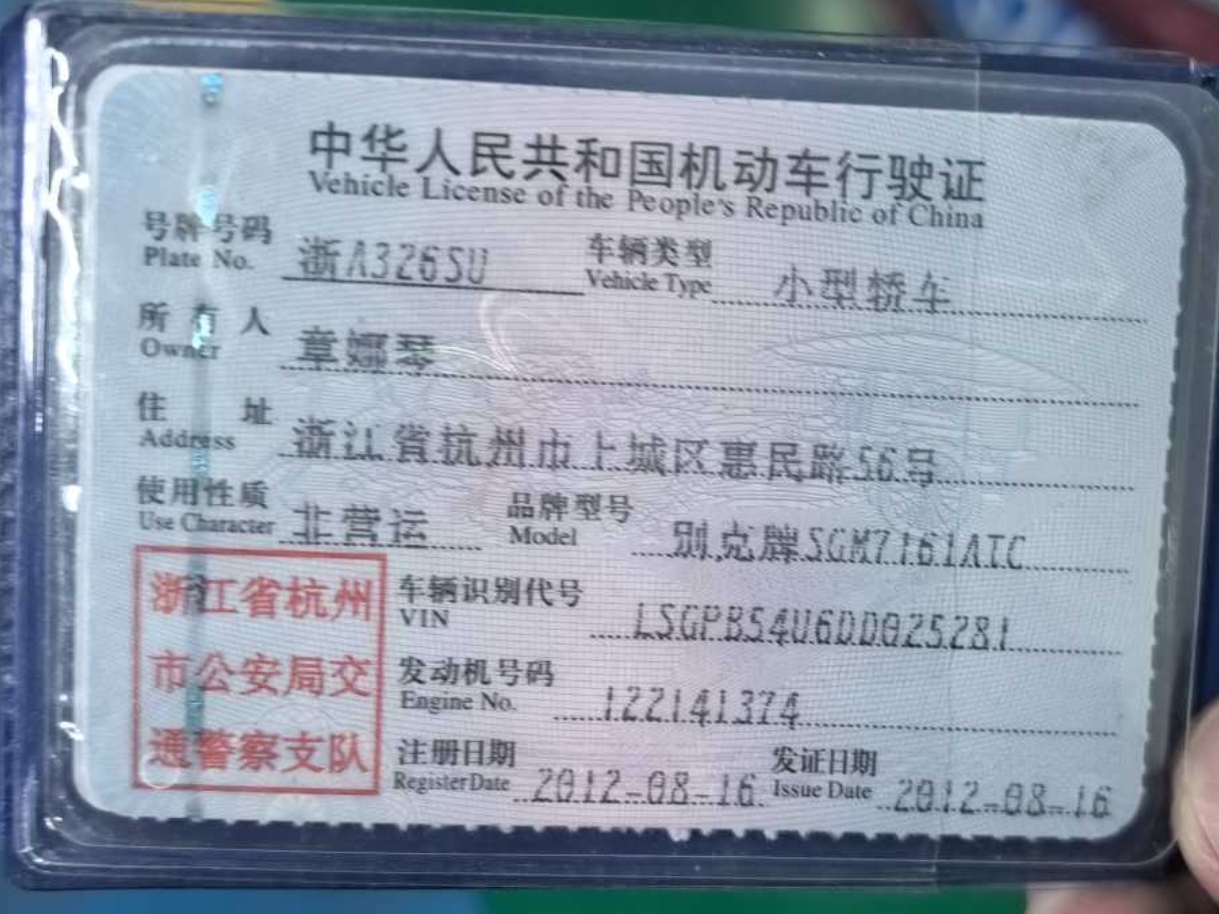 中华人民共和国机动车行驶证
Vehicle License of the People's Republic of China
号牌号码 浙A326SU 车辆类型 小型轿车
Plate No. Vehicle Type
所有人 章娜琴
Owner
住址 浙江省杭州市上城区惠民路56号
Address
使用性质 非营运 品牌型号 别克牌SGM7161ATC
Use Character Model
浙江省杭州
市公安局交
通警察支队
车辆识别代号 LSGPB54U6DD025281
VIN
发动机号码 122141374
Engine No.
注册日期 2012-08-16 发证日期 2012-08-16
Register Date Issue Date